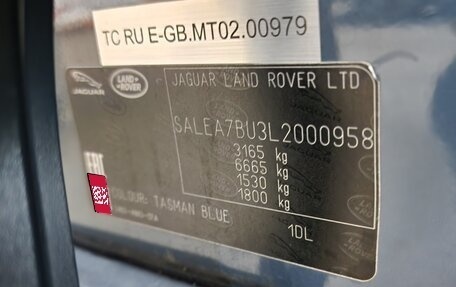 TC RU E-GB.MT02.00979
JAGUAR
LAND ROVER
JAGUAR LAND ROVER LTD
SALEA7BU3L2000958
3165 kg
6665 kg
1530 kg
1800 kg
EAC
COLOUR: TASMAN BLUE
1DL